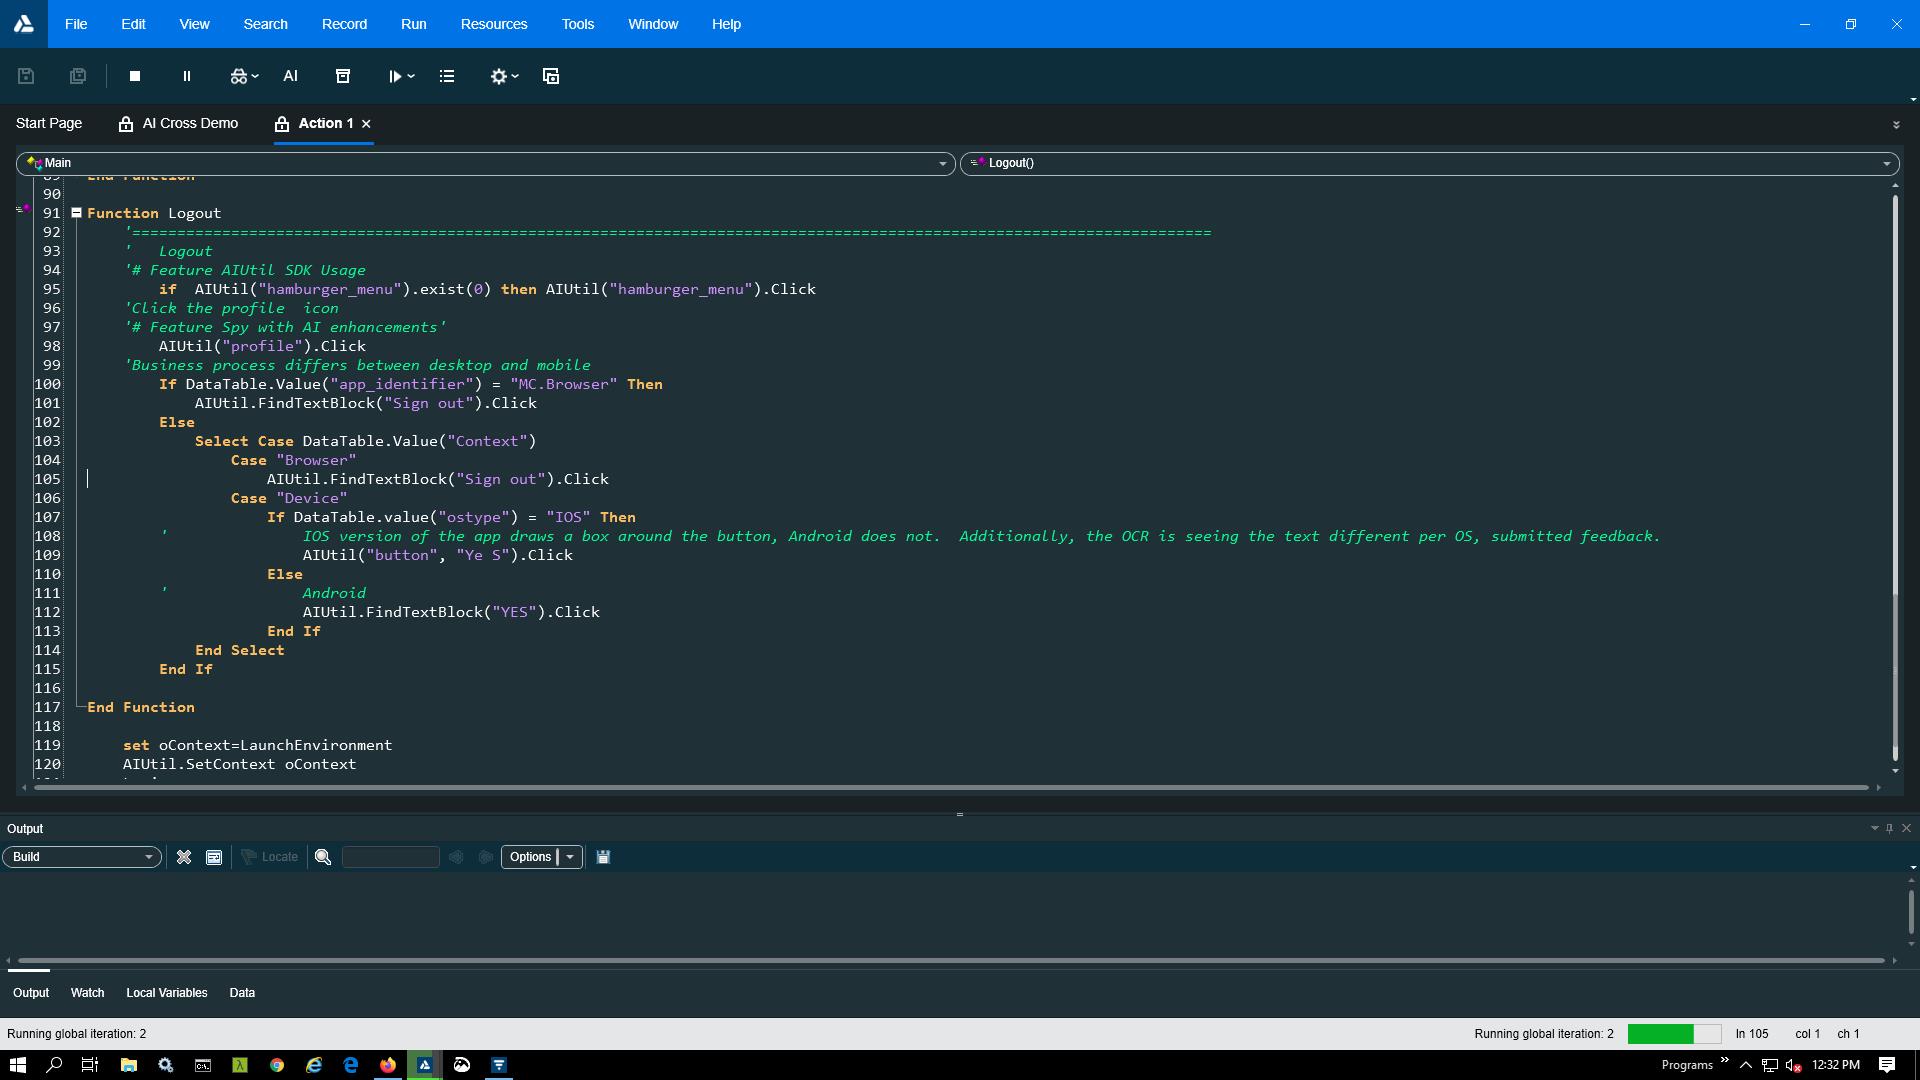 File Edit View Search Record Run Resources Tools Window Help
AI
Start Page AI Cross Demo Action 1
Main Logout()
89 End Function
90
91 Function Logout
92 '========================================================================================================================
93 ' Logout
94 '# Feature AIUtil SDK Usage
95 if AIUtil("hamburger_menu").exist(0) then AIUtil("hamburger_menu").Click
96 'Click the profile icon
97 '# Feature Spy with AI enhancements'
98 AIUtil("profile").Click
99 'Business process differs between desktop and mobile
100 If DataTable.Value("app_identifier") = "MC.Browser" Then
101 AIUtil.FindTextBlock("Sign out").Click
102 Else
103 Select Case DataTable.Value("Context")
104 Case "Browser"
105 AIUtil.FindTextBlock("Sign out").Click
106 Case "Device"
107 If DataTable.value("ostype") = "IOS" Then
108 ' IOS version of the app draws a box around the button, Android does not. Additionally, the OCR is seeing the text different per OS, submitted feedback.
109 AIUtil("button", "Ye S").Click
110 Else
111 ' Android
112 AIUtil.FindTextBlock("YES").Click
113 End If
114 End Select
115 End If
116
117 End Function
118
119 set oContext=LaunchEnvironment
120 AIUtil.SetContext oContext
Output
Build Locate Options
Output Watch Local Variables Data
Running global iteration: 2 Running global iteration: 2 ln 105 col 1 ch 1
Programs 12:32 PM